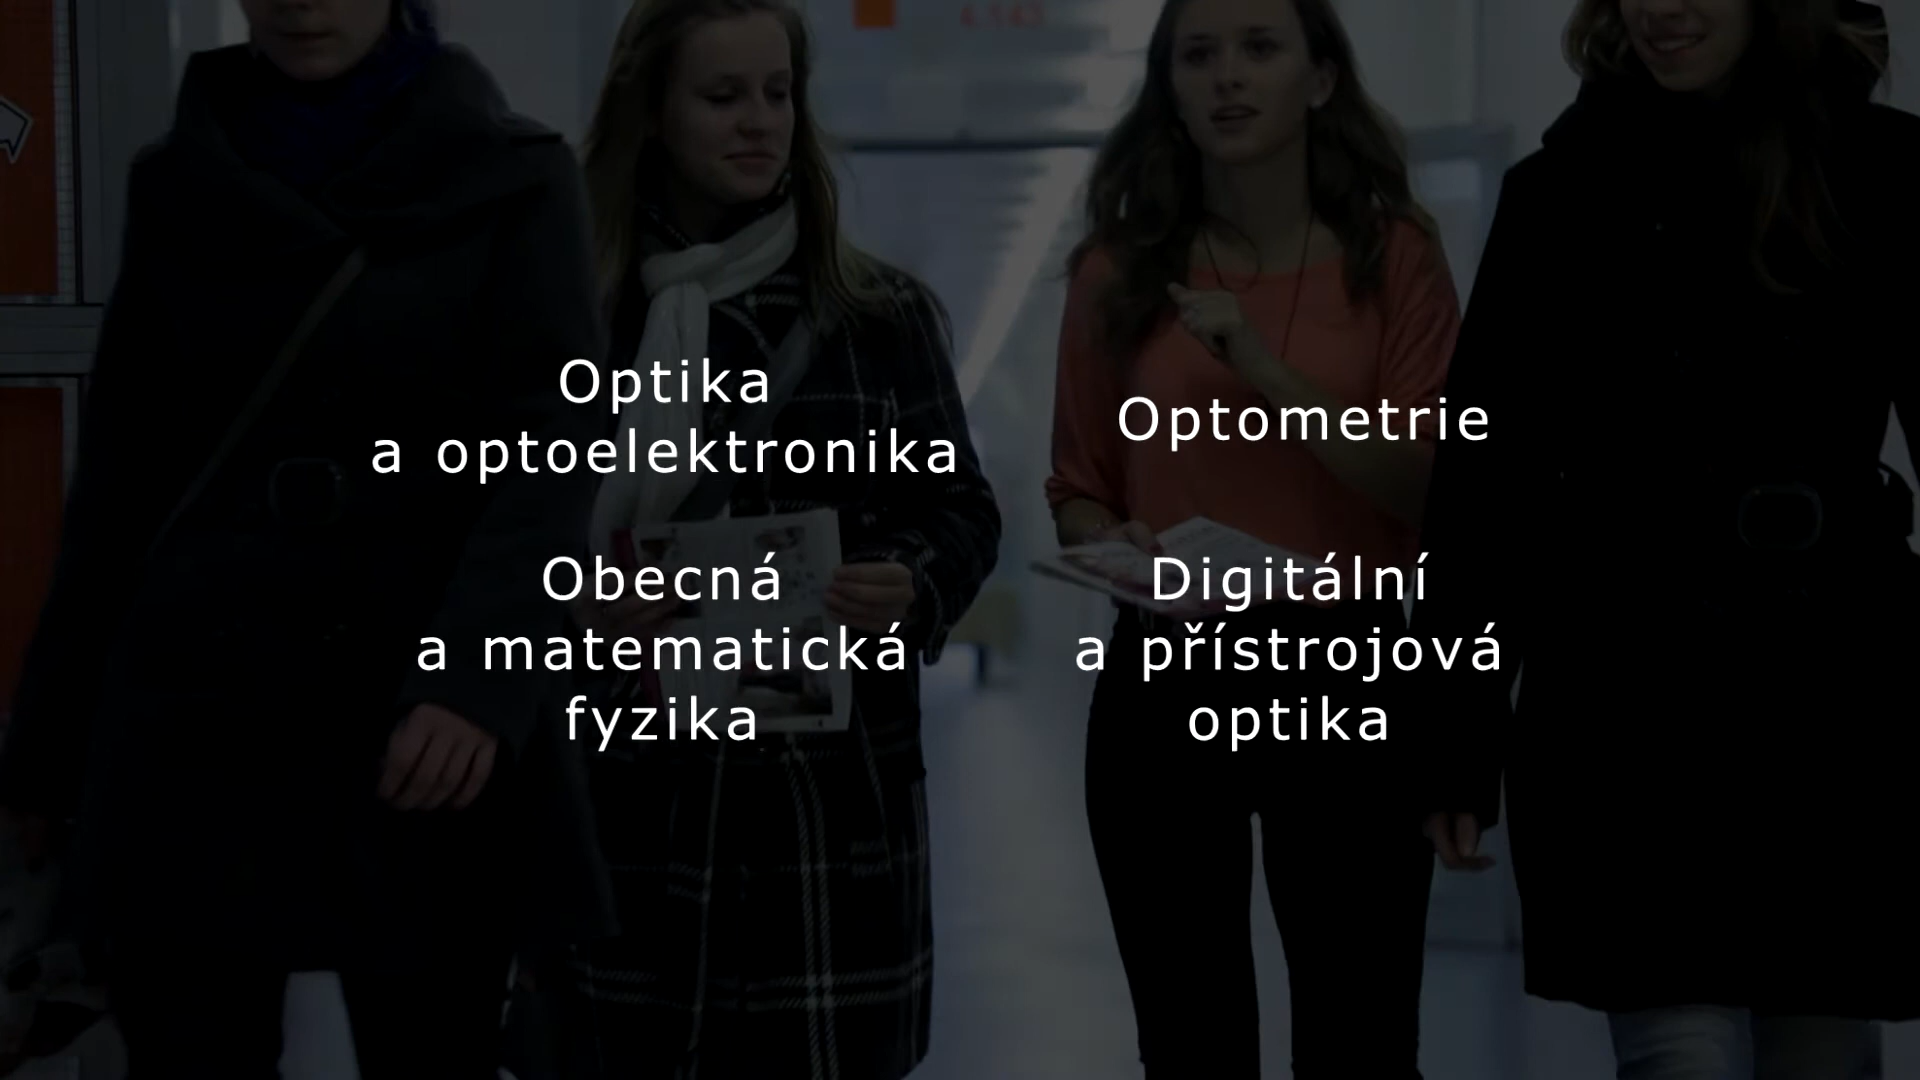 Optika
a optoelektronika
Optometrie
Obecná
a matematická
fyzika
Digitální
a přístrojová
optika